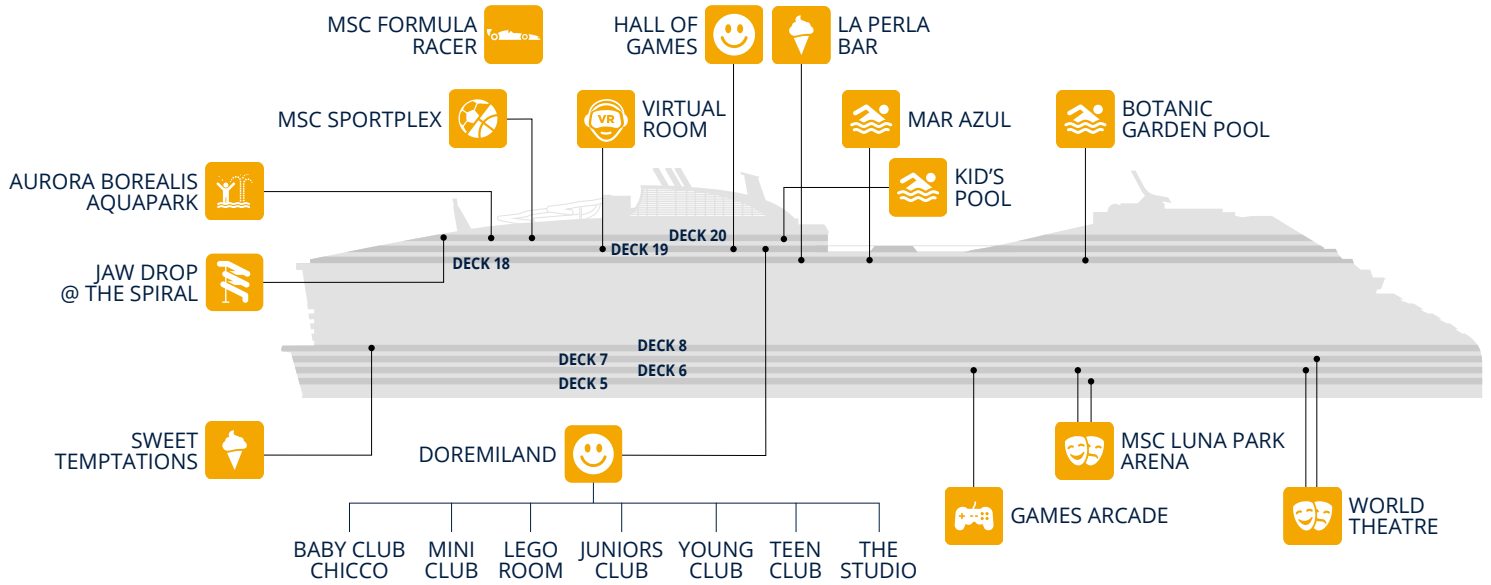 MSC FORMULA
RACER
HALL OF
GAMES
LA PERLA
BAR
MSC SPORTPLEX
VR
VIRTUAL
ROOM
MAR AZUL
BOTANIC
GARDEN POOL
AURORA BOREALIS
AQUAPARK
KID'S
POOL
JAW DROP
@ THE SPIRAL
DECK 20
DECK 19
DECK 18
DECK 8
DECK 7
DECK 6
DECK 5
SWEET
TEMPTATIONS
DOREMILAND
MSC LUNA PARK
ARENA
GAMES ARCADE
WORLD
THEATRE
BABY CLUB
CHICCO
MINI
CLUB
LEGO
ROOM
JUNIORS
CLUB
YOUNG
CLUB
TEEN
CLUB
THE
STUDIO